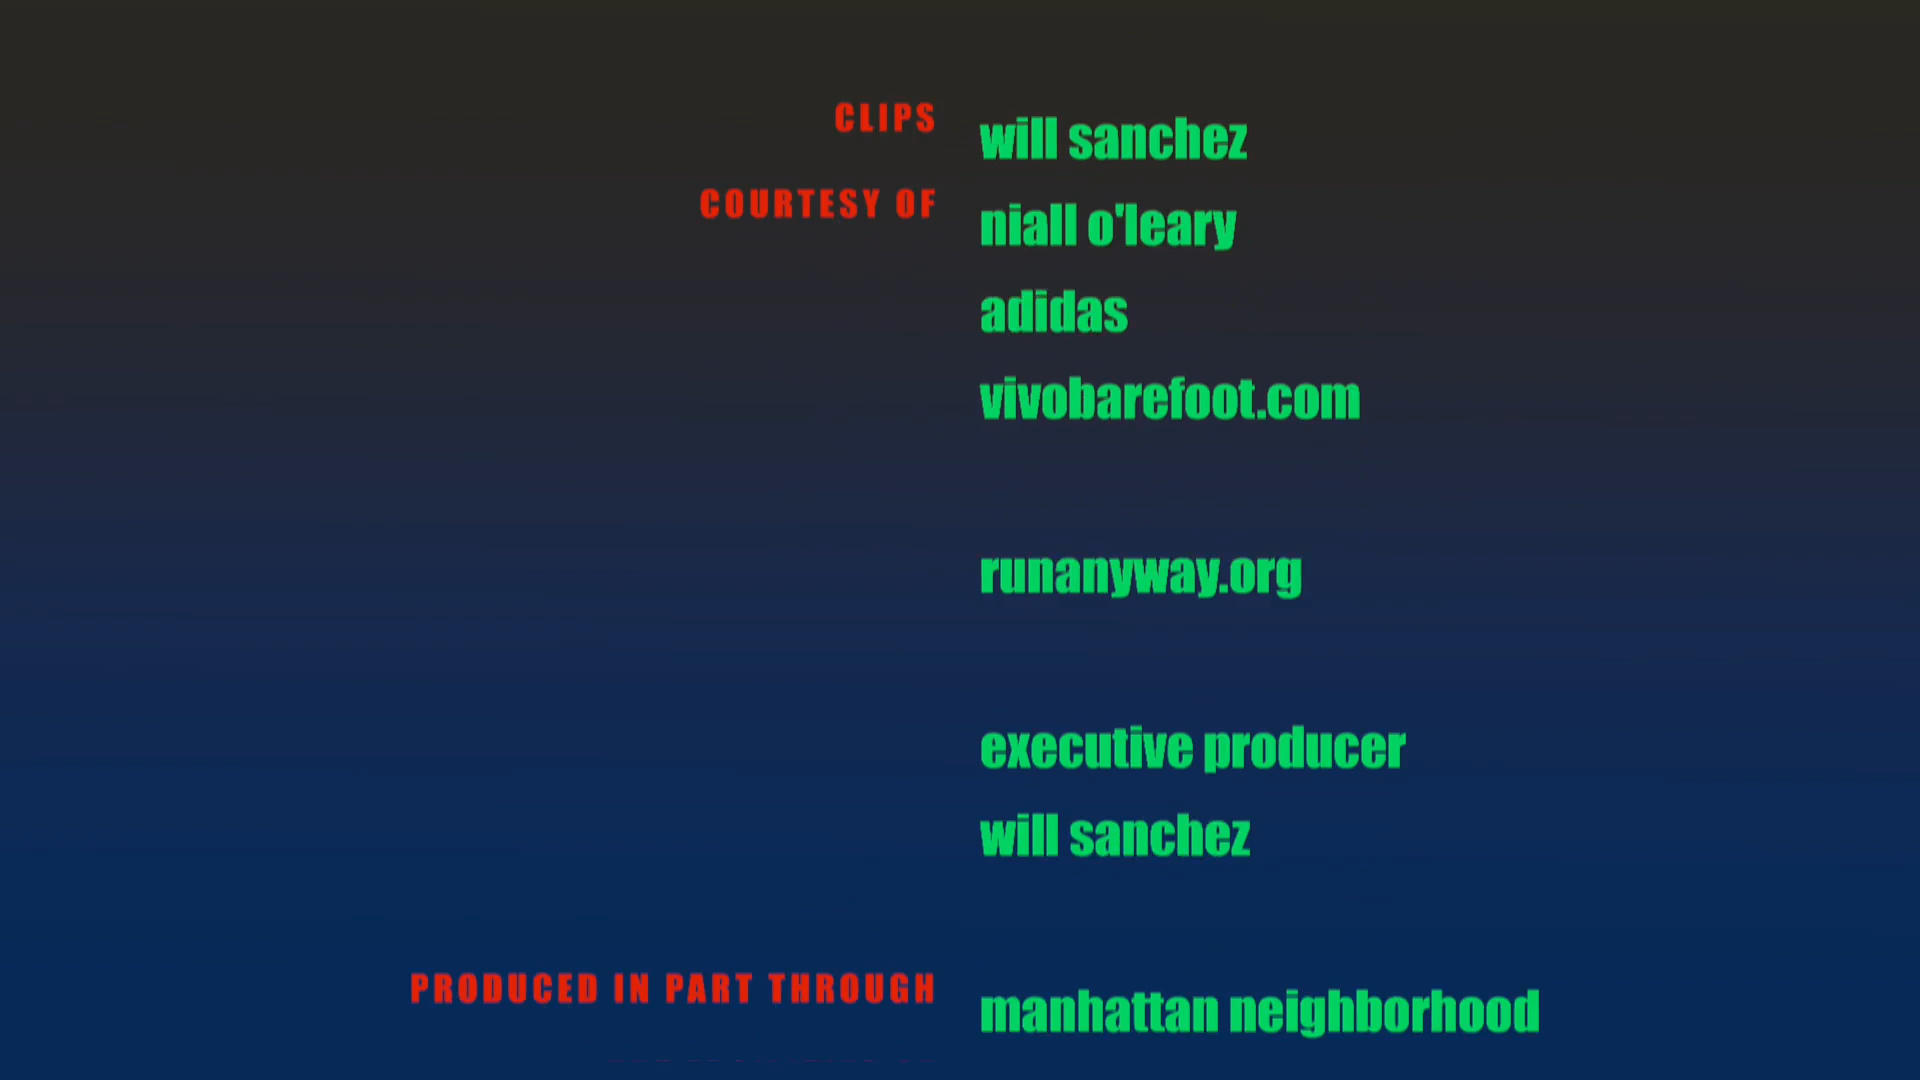 CLIPS
will sanchez
COURTESY OF
niall o'leary
adidas
vivobarefoot.com
runanyway.org
executive producer
will sanchez
PRODUCED IN PART THROUGH
manhattan neighborhood